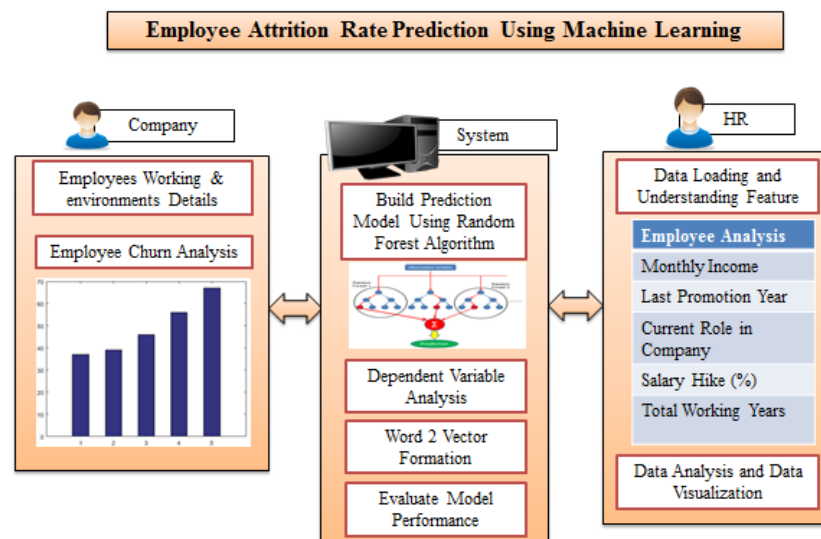 Employee Attrition Rate Prediction Using Machine Learning
Company
Employees Working &
environments Details
Employee Churn Analysis
70
60
50
40
30
20
10
0
1 2 3 4 5
System
Build Prediction
Model Using Random
Forest Algorithm
Σ
Dependent Variable
Analysis
Word 2 Vector
Formation
Evaluate Model
Performance
HR
Data Loading and
Understanding Feature
Employee Analysis
Monthly Income
Last Promotion Year
Current Role in
Company
Salary Hike (%)
Total Working Years
Data Analysis and Data
Visualization